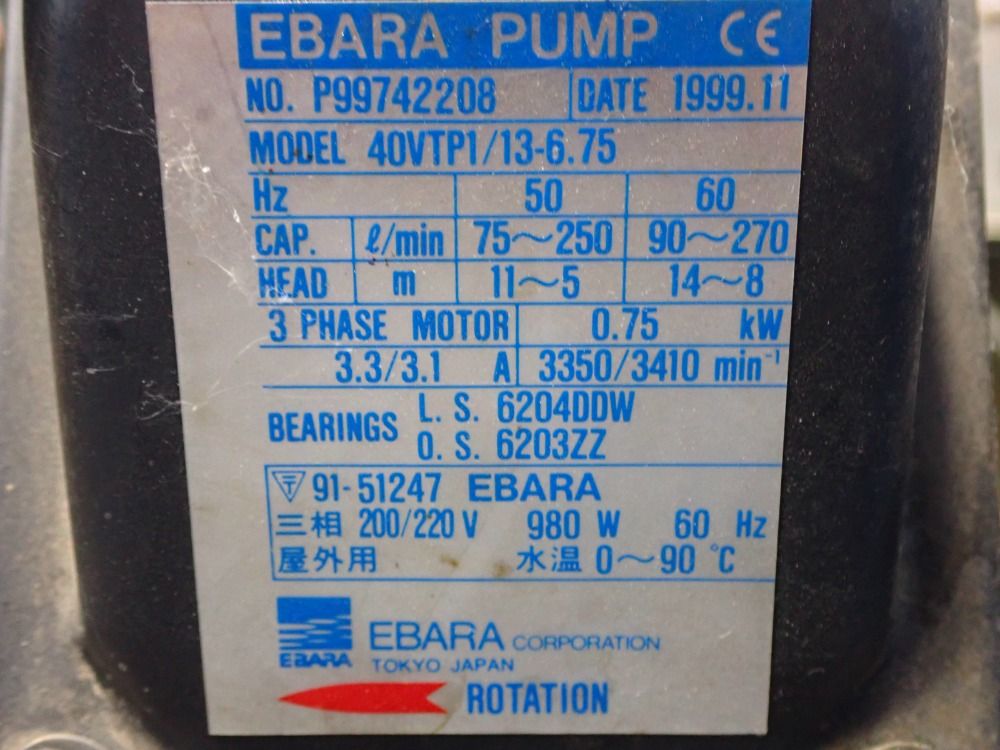 EBARA PUMP CE
NO. P99742208 DATE 1999.11
MODEL 40VTP1/13-6.75
Hz 50 60
CAP. ℓ/min 75～250 90～270
HEAD m 11～5 14～8
3 PHASE MOTOR 0.75 kW
3.3/3.1 A 3350/3410 min⁻¹
BEARINGS L. S. 6204DDW
O. S. 6203ZZ
〒 91-51247 EBARA
三相 200/220 V 980 W 60 Hz
屋外用 水温 0～90 ℃
EBARA EBARA CORPORATION
TOKYO JAPAN
ROTATION